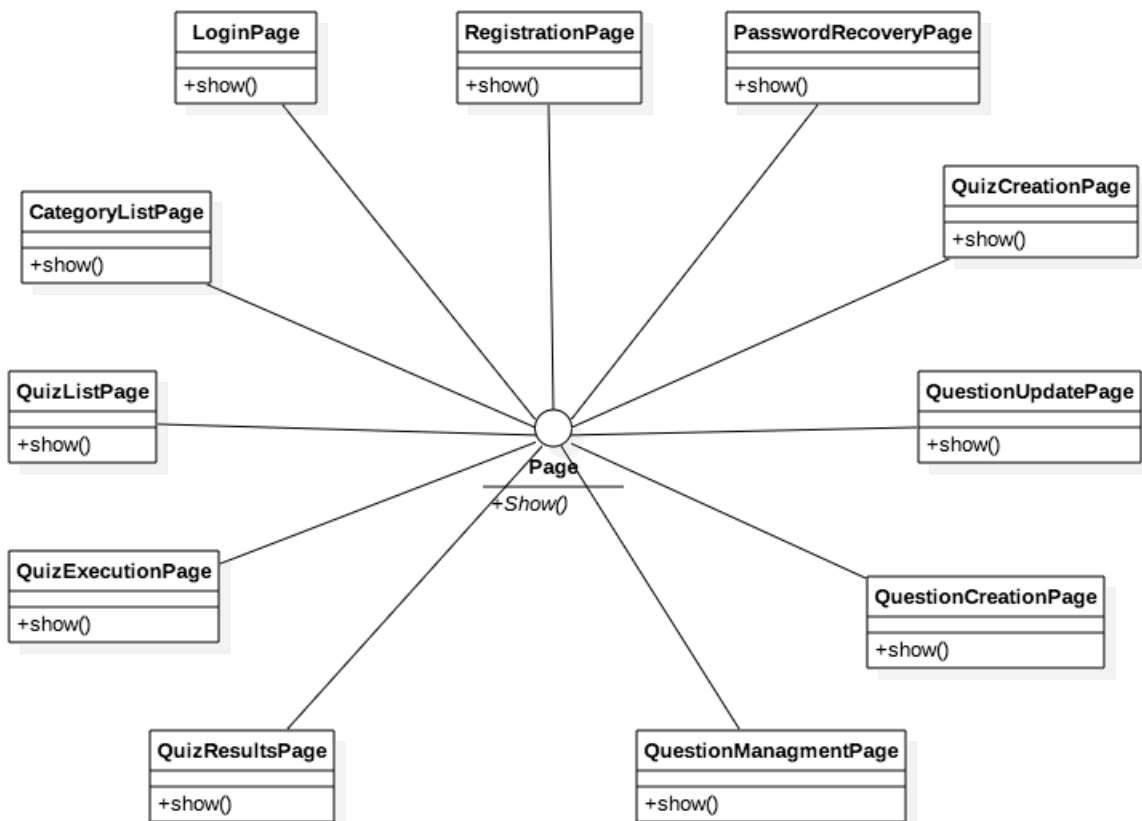 LoginPage
+show()
RegistrationPage
+show()
PasswordRecoveryPage
+show()
QuizCreationPage
+show()
CategoryListPage
+show()
QuizListPage
+show()
QuestionUpdatePage
+show()
Page
+Show()
QuizExecutionPage
+show()
QuestionCreationPage
+show()
QuizResultsPage
+show()
QuestionManagmentPage
+show()